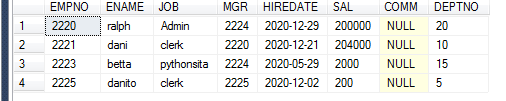 EMPNO ENAME JOB MGR HIREDATE SAL COMM DEPTNO
1 2220 ralph Admin 2224 2020-12-29 200000 NULL 20
2 2221 dani clerk 2220 2020-12-21 204000 NULL 10
3 2223 betta pythonsita 2224 2020-05-29 2000 NULL 15
4 2225 danito clerk 2225 2020-12-02 200 NULL 5